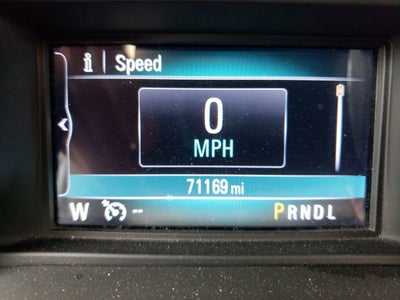 i Speed
0
MPH
71169 mi
W -- PRNDL